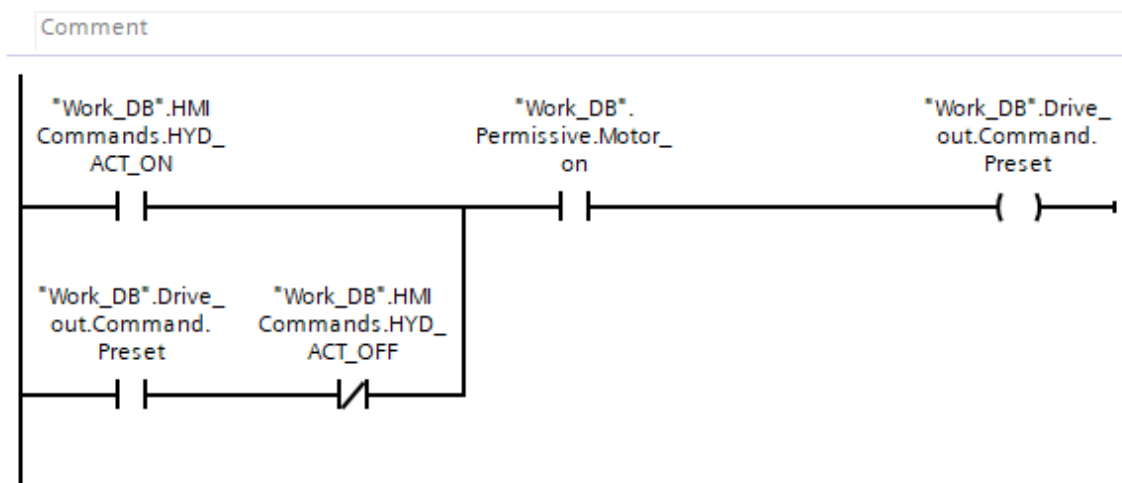 Comment
"Work_DB".HMI
Commands.HYD_
ACT_ON
"Work_DB".
Permissive.Motor_
on
"Work_DB".Drive_
out.Command.
Preset
"Work_DB".Drive_
out.Command.
Preset
"Work_DB".HMI
Commands.HYD_
ACT_OFF